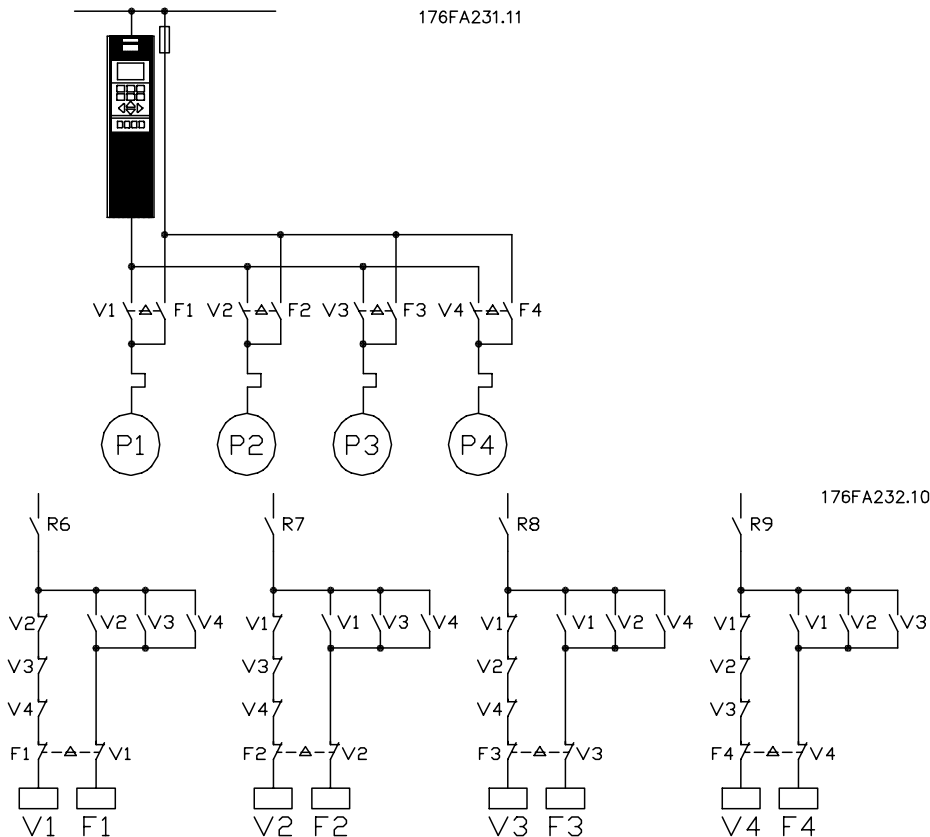 176FA231.11
V1 F1 V2 F2 V3 F3 V4 F4
P1 P2 P3 P4
176FA232.10
R6 R7 R8 R9
V2 V2 V3 V4 V1 V1 V3 V4 V1 V1 V2 V4 V1 V1 V2 V3
V3 V3 V2 V2
V4 V4 V4 V3
F1 V1 F2 V2 F3 V3 F4 V4
V1 F1 V2 F2 V3 F3 V4 F4